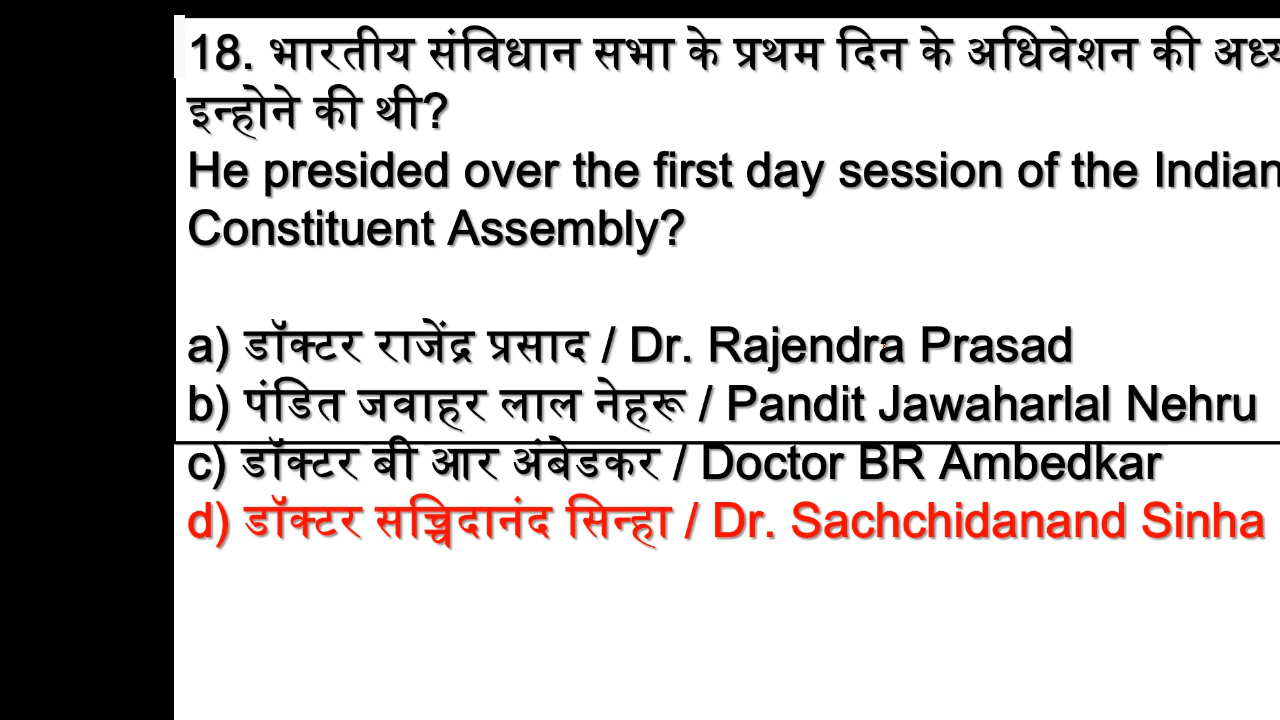 18. भारतीय संविधान सभा के प्रथम दिन के अधिवेशन की
इन्होने की थी?
He presided over the first day session of the Indian
Constituent Assembly?
a) डॉक्टर राजेंद्र प्रसाद / Dr. Rajendra Prasad
b) पंडित जवाहर लाल नेहरू / Pandit Jawaharlal Nehru
c) डॉक्टर बी आर अंबेडकर / Doctor BR Ambedkar
d) डॉक्टर सच्चिदानंद सिन्हा / Dr. Sachchidanand Sinha